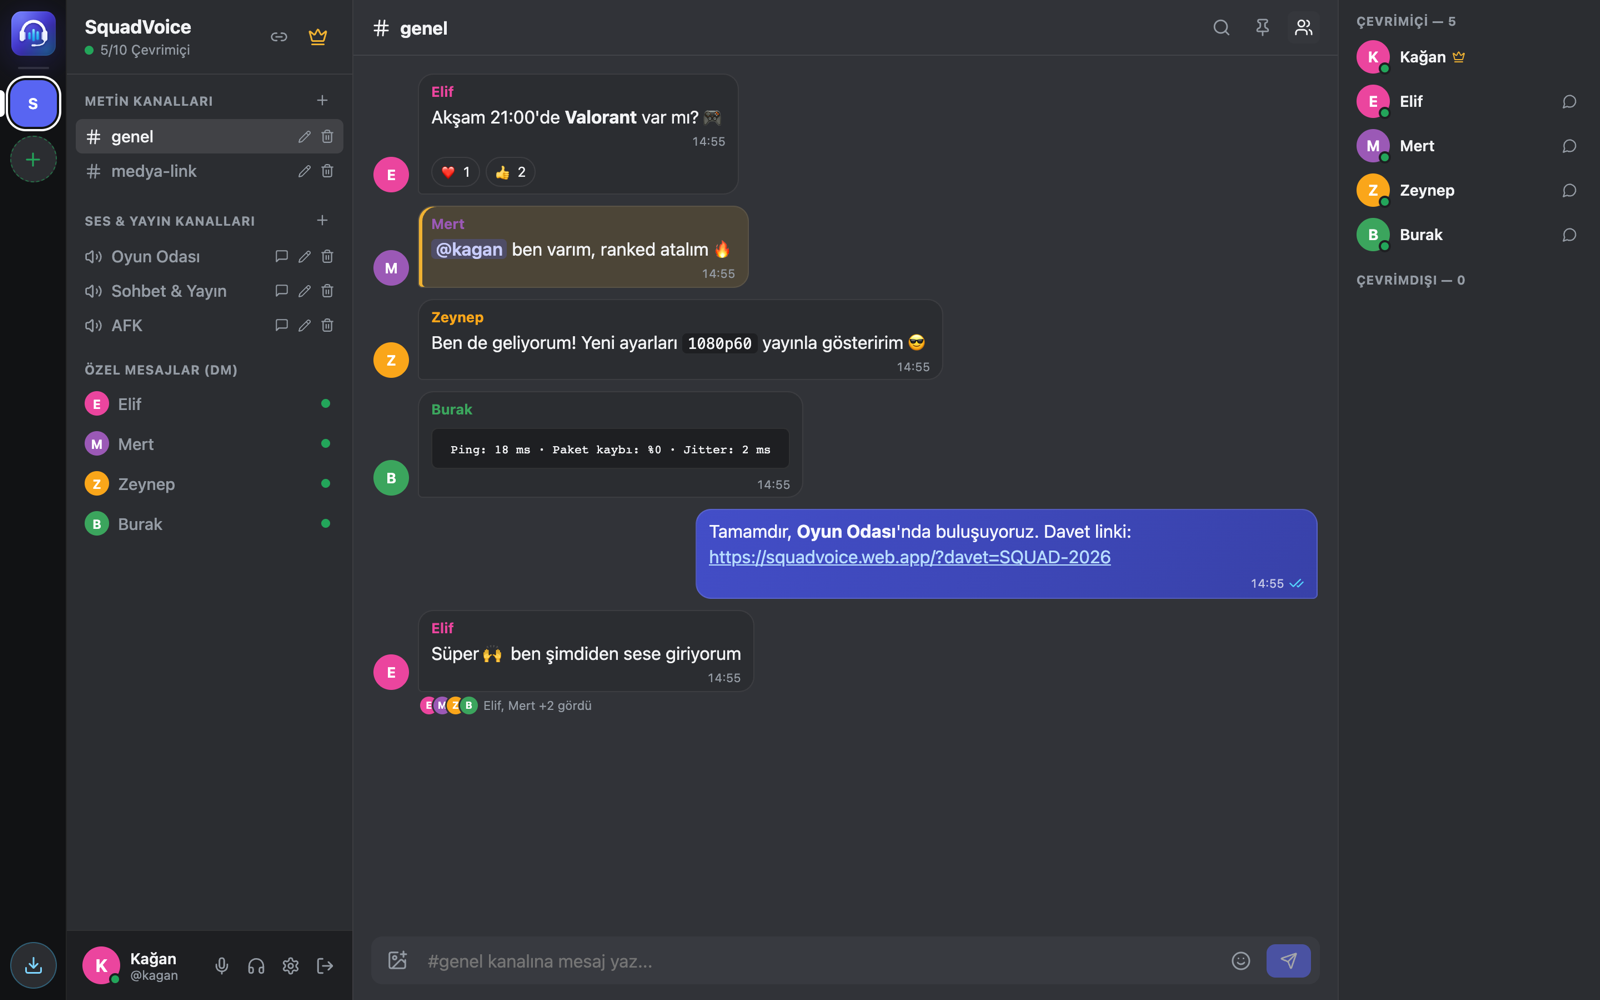 SquadVoice
5/10 Çevrimiçi
S
METİN KANALLARI
# genel
# medya-link
SES & YAYIN KANALLARI
Oyun Odası
Sohbet & Yayın
AFK
ÖZEL MESAJLAR (DM)
E Elif
M Mert
Z Zeynep
B Burak
K Kağan
@kagan
# genel
Elif
Akşam 21:00'de Valorant var mı? 🎮
14:55
E ❤️ 1 👍 2
Mert
@kagan ben varım, ranked atalım 🔥
M 14:55
Zeynep
Ben de geliyorum! Yeni ayarları 1080p60 yayınla gösteririm 😎
Z 14:55
Burak
Ping: 18 ms · Paket kaybı: %0 · Jitter: 2 ms
B 14:55
Tamamdır, Oyun Odası'nda buluşuyoruz. Davet linki:
https://squadvoice.web.app/?davet=SQUAD-2026
14:55
Elif
Süper 🙌 ben şimdiden sese giriyorum
E 14:55
E M Z B Elif, Mert +2 gördü
#genel kanalına mesaj yaz...
ÇEVRİMİÇİ — 5
K Kağan
E Elif
M Mert
Z Zeynep
B Burak
ÇEVRİMDIŞI — 0